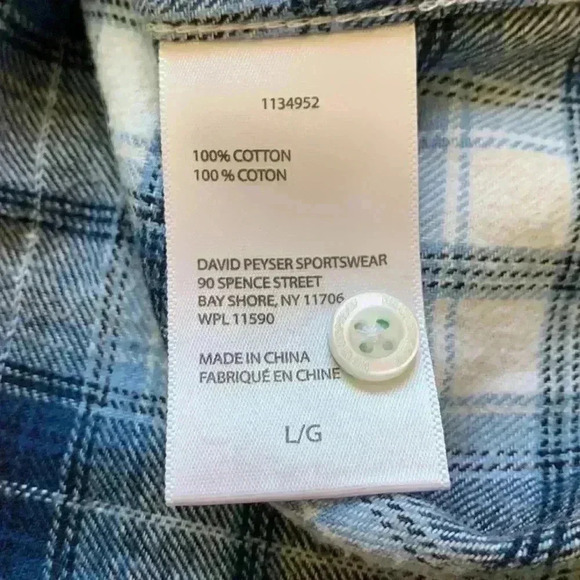 1134952
100% COTTON
100 % COTON
DAVID PEYSER SPORTSWEAR
90 SPENCE STREET
BAY SHORE, NY 11706
WPL 11590
MADE IN CHINA
FABRIQUÉ EN CHINE
L/G